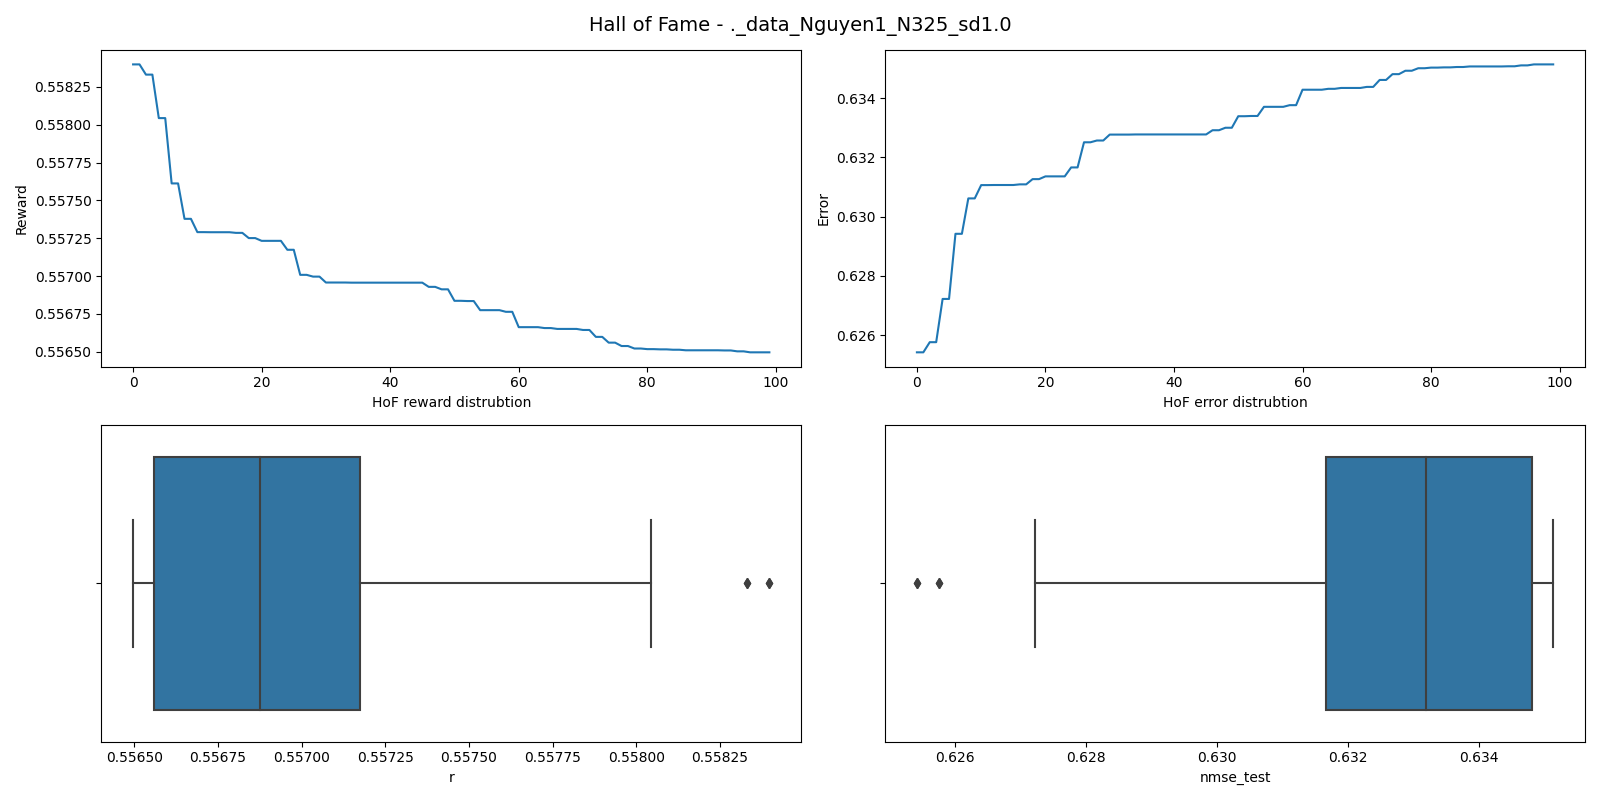 Hall of Fame - ._data_Nguyen1_N325_sd1.0
Reward
0.55825
0.55800
0.55775
0.55750
0.55725
0.55700
0.55675
0.55650
0 20 40 60 80 100
HoF reward distrubtion
Error
0.634
0.632
0.630
0.628
0.626
0 20 40 60 80 100
HoF error distrubtion
0.55650 0.55675 0.55700 0.55725 0.55750 0.55775 0.55800 0.55825
r
0.626 0.628 0.630 0.632 0.634
nmse_test